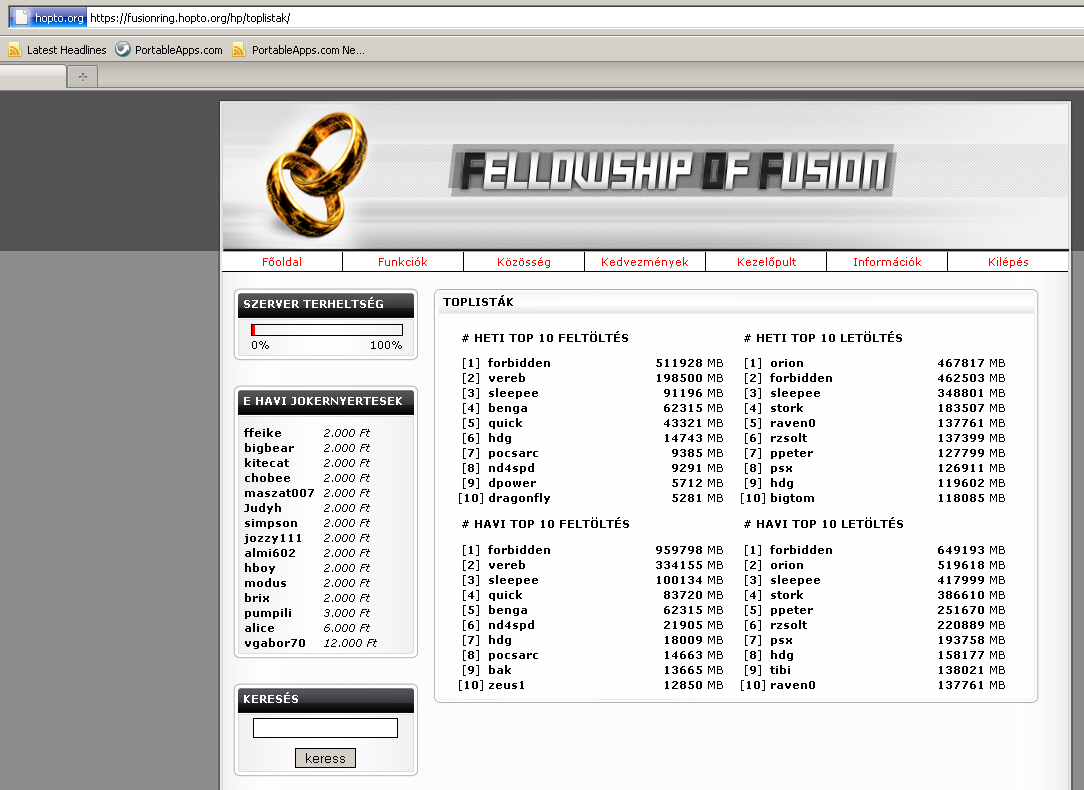 hopto.org https://fusionring.hopto.org/hp/toplistak/
Latest Headlines PortableApps.com PortableApps.com Ne...
FELLOWSHIP OF FUSION
Főoldal Funkciók Közösség Kedvezmények Kezelőpult Információk Kilépés
SZERVER TERHELTSÉG
0% 100%
E HAVI JOKERNYERTESEK
ffeike 2.000 Ft
bigbear 2.000 Ft
kitecat 2.000 Ft
chobee 2.000 Ft
maszat007 2.000 Ft
Judyh 2.000 Ft
simpson 2.000 Ft
jozzy111 2.000 Ft
almi602 2.000 Ft
hboy 2.000 Ft
modus 2.000 Ft
brix 2.000 Ft
pumpili 3.000 Ft
alice 6.000 Ft
vgabor70 12.000 Ft
KERESÉS
keress
TOPLISTÁK
# HETI TOP 10 FELTÖLTÉS
[1] forbidden 511928 MB
[2] vereb 198500 MB
[3] sleepee 91196 MB
[4] benga 62315 MB
[5] quick 43321 MB
[6] hdg 14743 MB
[7] pocsarc 9385 MB
[8] nd4spd 9291 MB
[9] dpower 5712 MB
[10] dragonfly 5281 MB
# HETI TOP 10 LETÖLTÉS
[1] orion 467817 MB
[2] forbidden 462503 MB
[3] sleepee 348801 MB
[4] stork 183507 MB
[5] raven0 137761 MB
[6] rzsolt 137399 MB
[7] ppeter 127799 MB
[8] psx 126911 MB
[9] hdg 119602 MB
[10] bigtom 118085 MB
# HAVI TOP 10 FELTÖLTÉS
[1] forbidden 959798 MB
[2] vereb 334155 MB
[3] sleepee 100134 MB
[4] quick 83720 MB
[5] benga 62315 MB
[6] nd4spd 21905 MB
[7] hdg 18009 MB
[8] pocsarc 14663 MB
[9] bak 13665 MB
[10] zeus1 12850 MB
# HAVI TOP 10 LETÖLTÉS
[1] forbidden 649193 MB
[2] orion 519618 MB
[3] sleepee 417999 MB
[4] stork 386610 MB
[5] ppeter 251670 MB
[6] rzsolt 220889 MB
[7] psx 193758 MB
[8] hdg 158177 MB
[9] tibi 138021 MB
[10] raven0 137761 MB